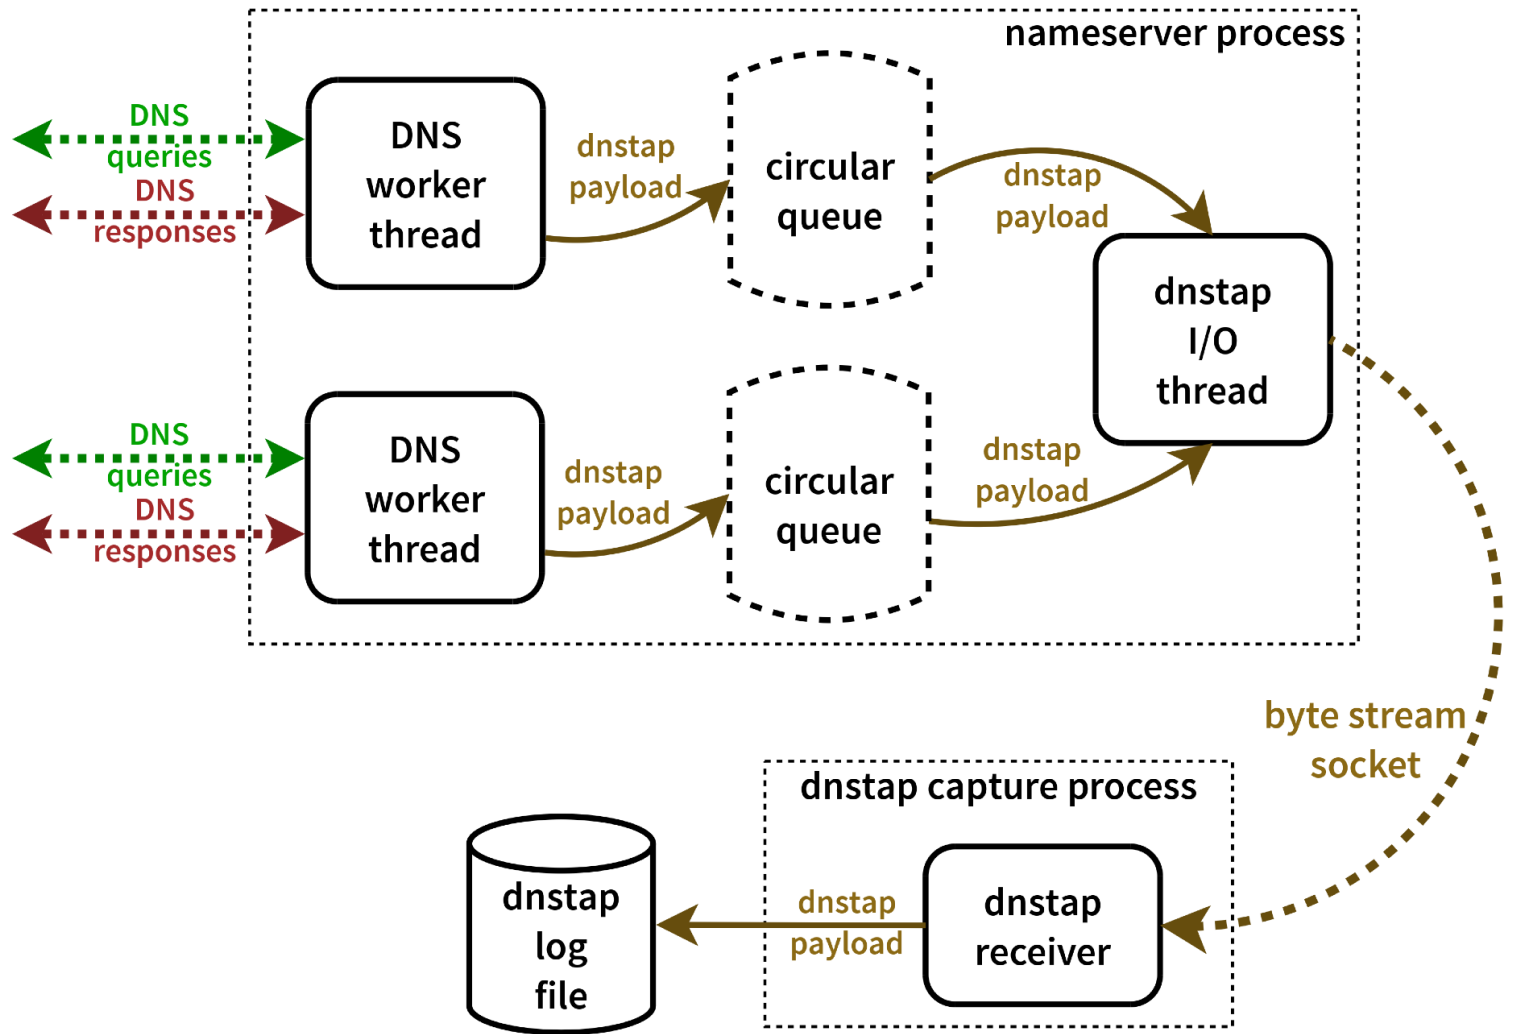 nameserver process
DNS
queries
DNS
responses
DNS
worker
thread
dnstap
payload
circular
queue
dnstap
payload
dnstap
I/O
thread
DNS
queries
DNS
responses
DNS
worker
thread
dnstap
payload
circular
queue
dnstap
payload
byte stream
socket
dnstap capture process
dnstap
receiver
dnstap
payload
dnstap
log
file